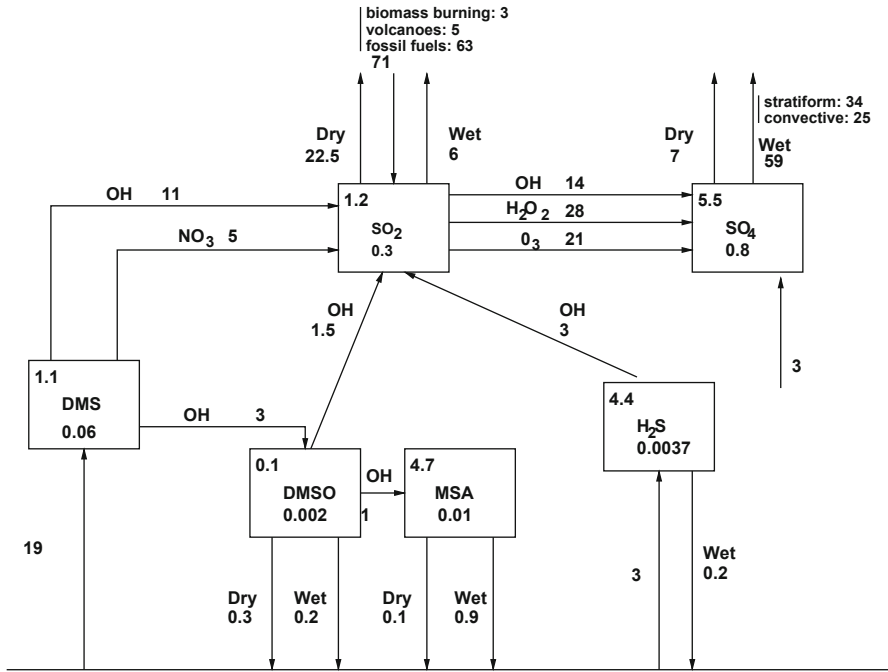 biomass burning: 3
volcanoes: 5
fossil fuels: 63
71
stratiform: 34
convective: 25
Dry
22.5
Wet
6
Dry
7
Wet
59
OH 11
1.2
SO2
0.3
OH 14
H2O2 28
03 21
5.5
SO4
0.8
NO3 5
OH
1.5
OH
3
3
1.1
DMS
0.06
OH 3
4.4
H2S
0.0037
0.1
DMSO
0.002
OH
1
4.7
MSA
0.01
19
Dry
0.3
Wet
0.2
Dry
0.1
Wet
0.9
3
Wet
0.2